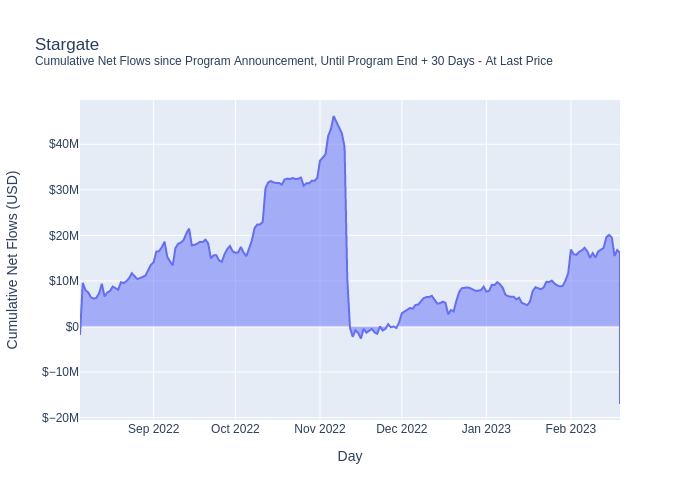 Stargate
Cumulative Net Flows since Program Announcement, Until Program End + 30 Days - At Last Price
Cumulative Net Flows (USD)
$40M
$30M
$20M
$10M
$0
$−10M
$−20M
Sep 2022
Oct 2022
Nov 2022
Dec 2022
Jan 2023
Feb 2023
Day